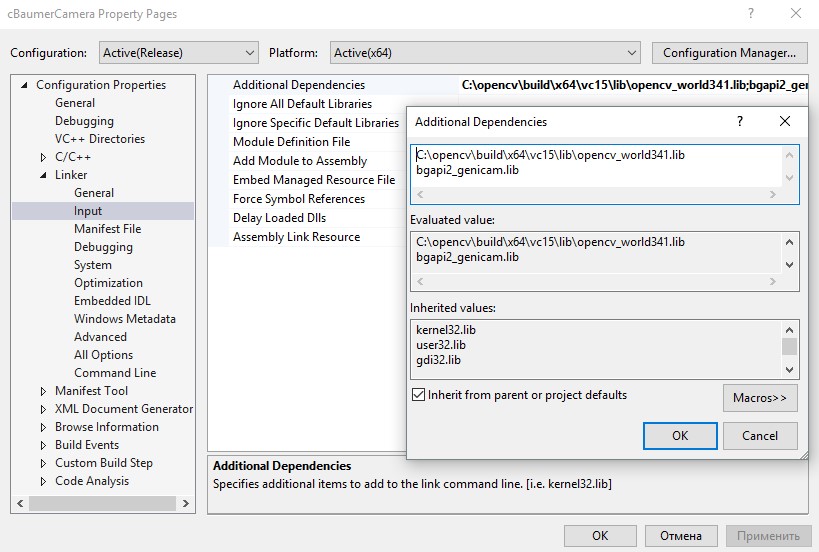 cBaumerCamera Property Pages
Configuration: Active(Release) Platform: Active(x64) Configuration Manager...
Configuration Properties
General
Debugging
VC++ Directories
C/C++
Linker
General
Input
Manifest File
Debugging
System
Optimization
Embedded IDL
Windows Metadata
Advanced
All Options
Command Line
Manifest Tool
XML Document Generator
Browse Information
Build Events
Custom Build Step
Code Analysis
Additional Dependencies C:\opencv\build\x64\vc15\lib\opencv_world341.lib;bgapi2_geni
Ignore All Default Libraries
Ignore Specific Default Libraries
Module Definition File
Add Module to Assembly
Embed Managed Resource File
Force Symbol References
Delay Loaded Dlls
Assembly Link Resource
Additional Dependencies
Specifies additional items to add to the link command line. [i.e. kernel32.lib]
Additional Dependencies
C:\opencv\build\x64\vc15\lib\opencv_world341.lib
bgapi2_genicam.lib
Evaluated value:
C:\opencv\build\x64\vc15\lib\opencv_world341.lib
bgapi2_genicam.lib
Inherited values:
kernel32.lib
user32.lib
gdi32.lib
Inherit from parent or project defaults
Macros>>
OK Cancel
OK Отмена Применить